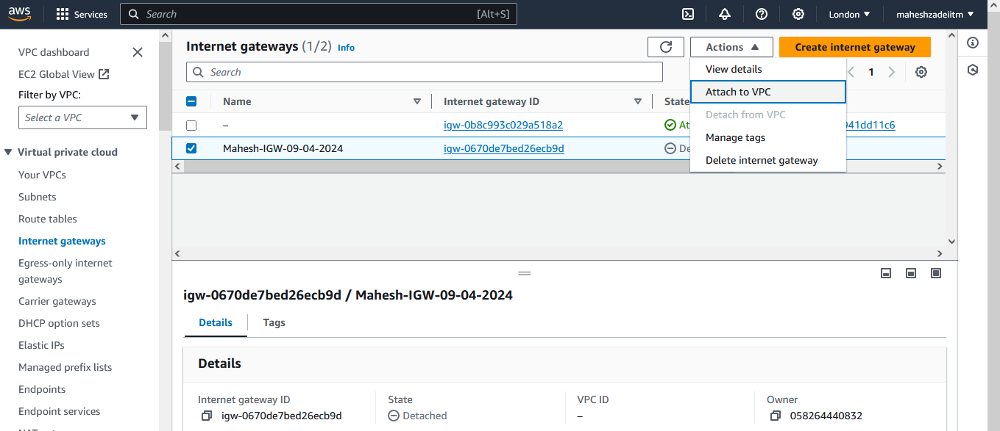 aws
Services
Search
[Alt+S]
London
maheshzadeiitm
VPC dashboard
EC2 Global View
Filter by VPC:
Select a VPC
Virtual private cloud
Your VPCs
Subnets
Route tables
Internet gateways
Egress-only internet
gateways
Carrier gateways
DHCP option sets
Elastic IPs
Managed prefix lists
Endpoints
Endpoint services
Internet gateways (1/2) Info
Actions
Create internet gateway
Search
1
View details
Attach to VPC
Detach from VPC
Manage tags
Delete internet gateway
Name
Internet gateway ID
State
–
igw-0b8c993c029a518a2
At
941dd11c6
Mahesh-IGW-09-04-2024
igw-0670de7bed26ecb9d
De
igw-0670de7bed26ecb9d / Mahesh-IGW-09-04-2024
Details
Tags
Details
Internet gateway ID
igw-0670de7bed26ecb9d
State
Detached
VPC ID
–
Owner
058264440832